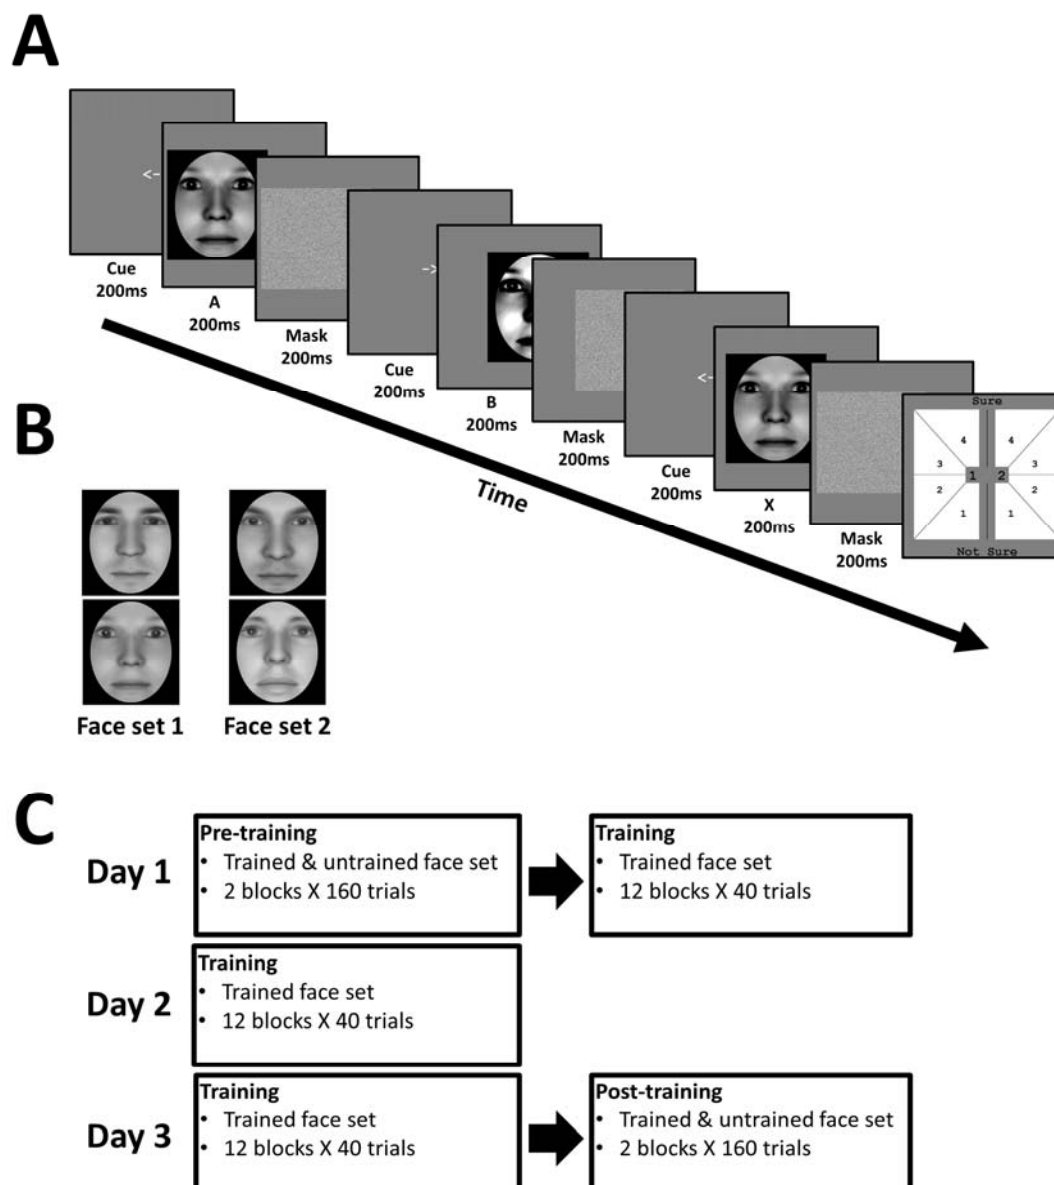 A
<-
Cue
200ms
A
200ms
Mask
200ms
->
Cue
200ms
B
200ms
Mask
200ms
<-
Cue
200ms
X
200ms
Mask
200ms
Sure
4 4
3 3
1 2
2 2
1 1
Not Sure
Time
B
Face set 1
Face set 2
C
Day 1
Pre-training
• Trained & untrained face set
• 2 blocks X 160 trials
Training
• Trained face set
• 12 blocks X 40 trials
Day 2
Training
• Trained face set
• 12 blocks X 40 trials
Day 3
Training
• Trained face set
• 12 blocks X 40 trials
Post-training
• Trained & untrained face set
• 2 blocks X 160 trials